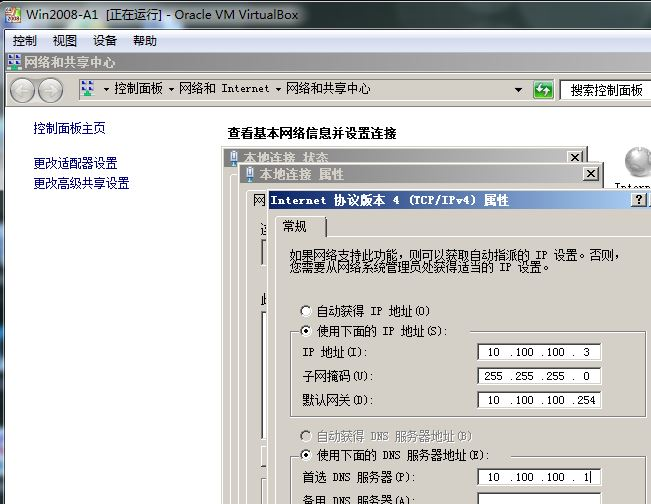 Win2008-A1 [正在运行] - Oracle VM VirtualBox
控制 视图 设备 帮助
网络和共享中心
控制面板 网络和 Internet 网络和共享中心 搜索控制面板
控制面板主页
更改适配器设置
更改高级共享设置
查看基本网络信息并设置连接
本地连接 状态
本地连接 属性
Internet 协议版本 4 (TCP/IPv4) 属性
常规
如果网络支持此功能，则可以获取自动指派的 IP 设置。否则，
您需要从网络系统管理员处获得适当的 IP 设置。
自动获得 IP 地址(O)
使用下面的 IP 地址(S):
IP 地址(I): 10 .100 .100 . 3
子网掩码(U): 255 .255 .255 . 0
默认网关(D): 10 .100 .100 .254
自动获得 DNS 服务器地址(B)
使用下面的 DNS 服务器地址(E):
首选 DNS 服务器(P): 10 .100 .100 . 1
备用 DNS 服务器(A):